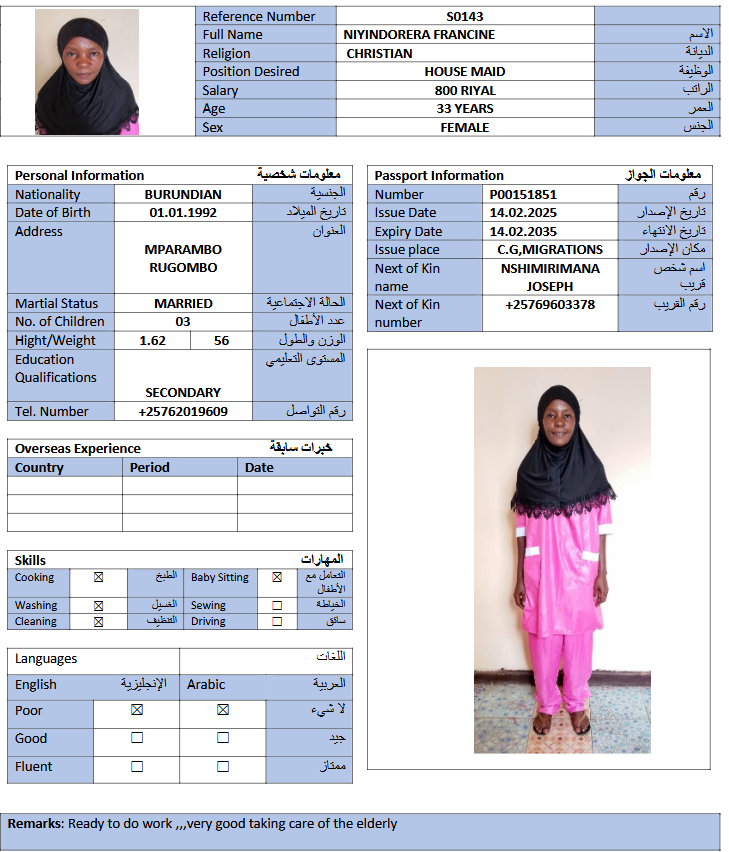 Reference Number S0143
Full Name NIYINDORERA FRANCINE الاسم
Religion CHRISTIAN الديانة
Position Desired HOUSE MAID الوظيفة
Salary 800 RIYAL الراتب
Age 33 YEARS العمر
Sex FEMALE الجنس
Personal Information معلومات شخصية
Nationality BURUNDIAN الجنسية
Date of Birth 01.01.1992 تاريخ الميلاد
Address العنوان
MPARAMBO
RUGOMBO
Martial Status MARRIED الحالة الاجتماعية
No. of Children 03 عدد الأطفال
Hight/Weight 1.62 56 الوزن والطول
Education المستوى التعليمي
Qualifications
SECONDARY
Tel. Number +25762019609 رقم التواصل
Passport Information معلومات الجواز
Number P00151851 رقم
Issue Date 14.02.2025 تاريخ الإصدار
Expiry Date 14.02.2035 تاريخ الانتهاء
Issue place C.G,MIGRATIONS مكان الإصدار
Next of Kin NSHIMIRIMANA اسم شخص
name JOSEPH قريب
Next of Kin +25769603378 رقم القريب
number
Overseas Experience خبرات سابقة
Country Period Date
Skills المهارات
Cooking ☒ الطبخ Baby Sitting ☒ التعامل مع
الأطفال
Washing ☒ الغسيل Sewing ☐ الخياطة
Cleaning ☒ التنظيف Driving ☐ سائق
Languages اللغات
English الإنجليزية Arabic العربية
Poor ☒ ☒ لا شيء
Good ☐ ☐ جيد
Fluent ☐ ☐ ممتاز
Remarks: Ready to do work ,,,very good taking care of the elderly